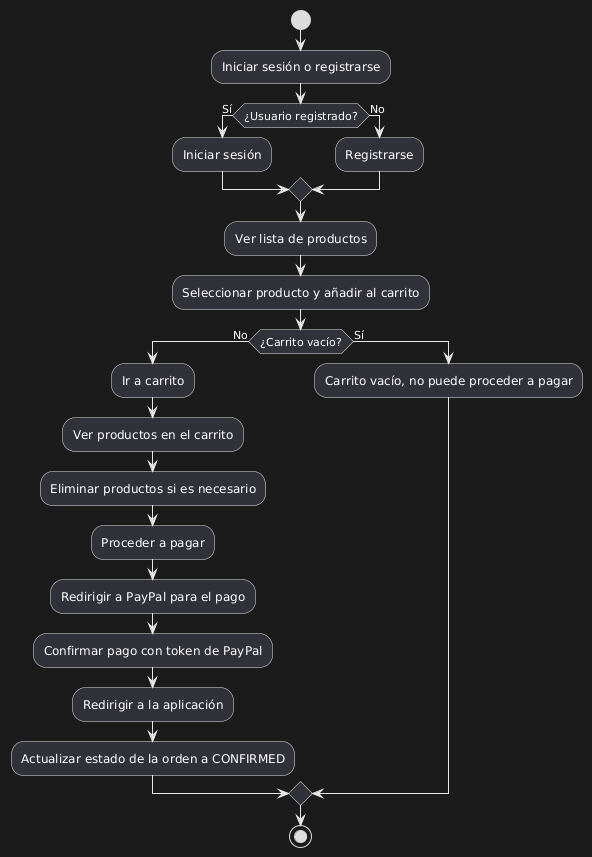 Iniciar sesión o registrarse
¿Usuario registrado?
Sí
No
Iniciar sesión
Registrarse
Ver lista de productos
Seleccionar producto y añadir al carrito
¿Carrito vacío?
No
Sí
Ir a carrito
Carrito vacío, no puede proceder a pagar
Ver productos en el carrito
Eliminar productos si es necesario
Proceder a pagar
Redirigir a PayPal para el pago
Confirmar pago con token de PayPal
Redirigir a la aplicación
Actualizar estado de la orden a CONFIRMED